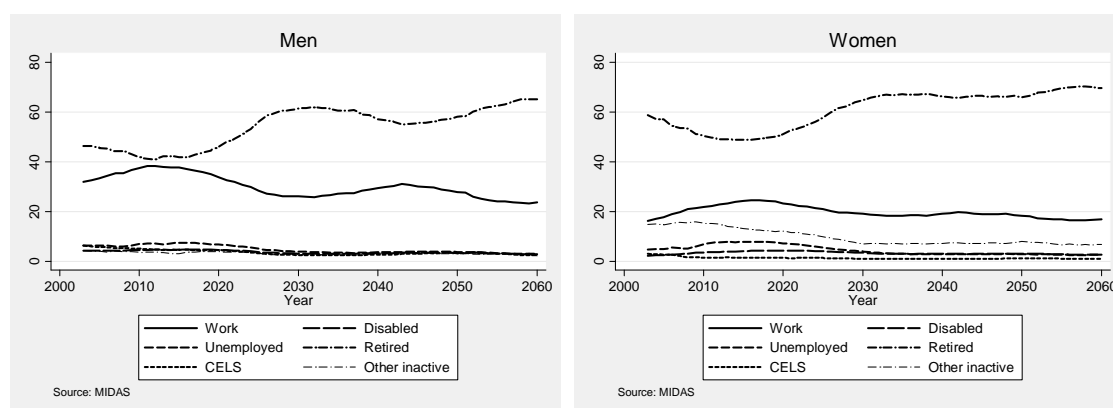 Men
80
60
40
20
0
2000 2010 2020 2030 2040 2050 2060
Year
Work Disabled
Unemployed Retired
CELS Other inactive
Source: MIDAS
Women
80
60
40
20
0
2000 2010 2020 2030 2040 2050 2060
Year
Work Disabled
Unemployed Retired
CELS Other inactive
Source: MIDAS